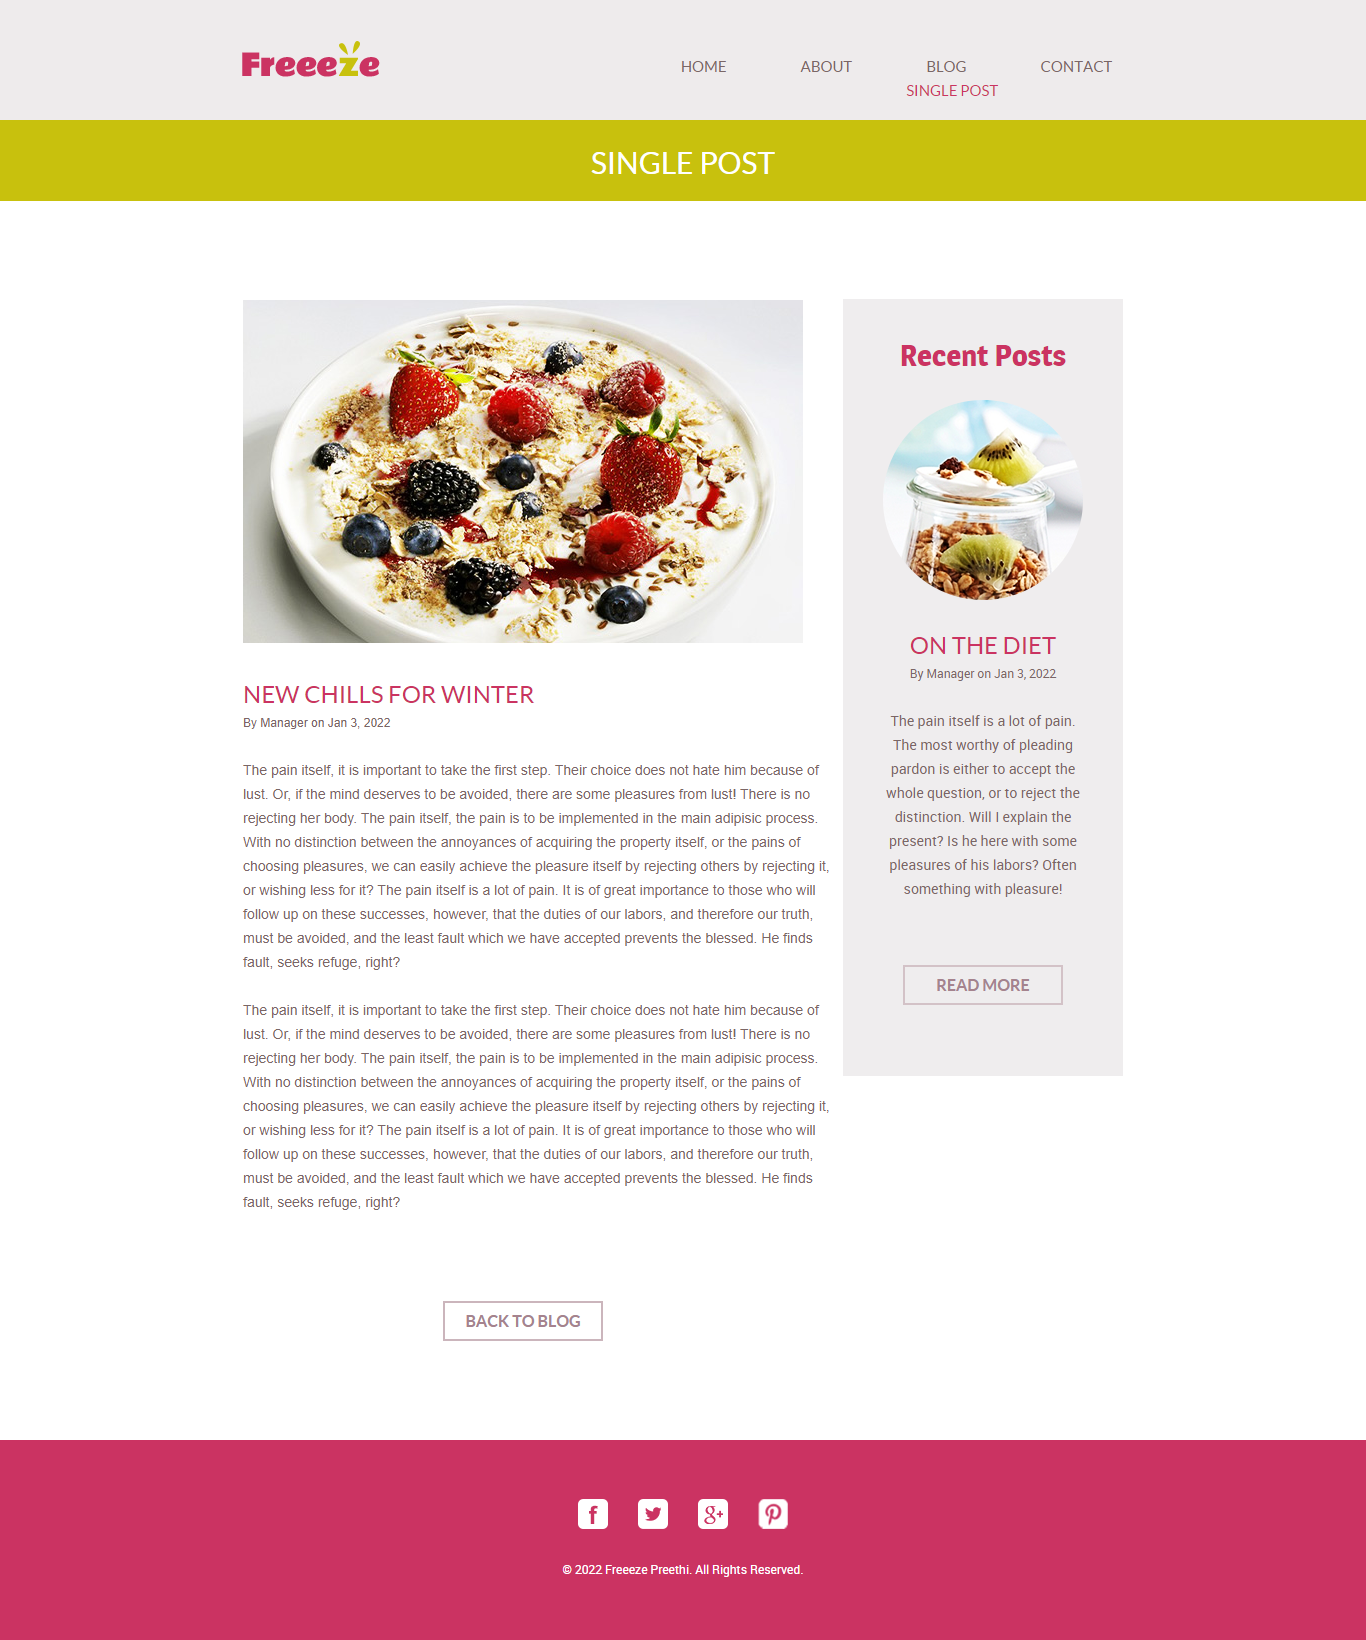 Freeeze
HOME
ABOUT
BLOG
CONTACT
SINGLE POST
SINGLE POST
NEW CHILLS FOR WINTER
By Manager on Jan 3, 2022
The pain itself, it is important to take the first step. Their choice does not hate him because of
lust. Or, if the mind deserves to be avoided, there are some pleasures from lust! There is no
rejecting her body. The pain itself, the pain is to be implemented in the main adipisic process.
With no distinction between the annoyances of acquiring the property itself, or the pains of
choosing pleasures, we can easily achieve the pleasure itself by rejecting others by rejecting it,
or wishing less for it? The pain itself is a lot of pain. It is of great importance to those who will
follow up on these successes, however, that the duties of our labors, and therefore our truth,
must be avoided, and the least fault which we have accepted prevents the blessed. He finds
fault, seeks refuge, right?
The pain itself, it is important to take the first step. Their choice does not hate him because of
lust. Or, if the mind deserves to be avoided, there are some pleasures from lust! There is no
rejecting her body. The pain itself, the pain is to be implemented in the main adipisic process.
With no distinction between the annoyances of acquiring the property itself, or the pains of
choosing pleasures, we can easily achieve the pleasure itself by rejecting others by rejecting it,
or wishing less for it? The pain itself is a lot of pain. It is of great importance to those who will
follow up on these successes, however, that the duties of our labors, and therefore our truth,
must be avoided, and the least fault which we have accepted prevents the blessed. He finds
fault, seeks refuge, right?
BACK TO BLOG
Recent Posts
ON THE DIET
By Manager on Jan 3, 2022
The pain itself is a lot of pain.
The most worthy of pleading
pardon is either to accept the
whole question, or to reject the
distinction. Will I explain the
present? Is he here with some
pleasures of his labors? Often
something with pleasure!
READ MORE
© 2022 Freeeze Preethi. All Rights Reserved.